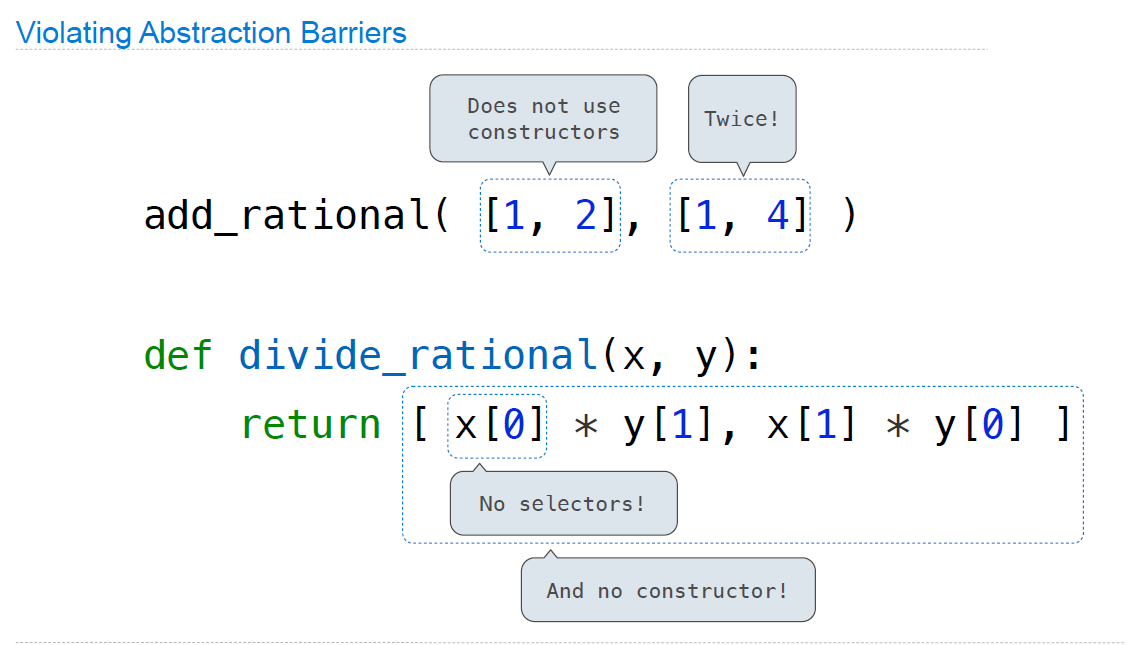 Violating Abstraction Barriers
Does not use
constructors
Twice!
add_rational( [1, 2], [1, 4] )
def divide_rational(x, y):
return [ x[0] * y[1], x[1] * y[0] ]
No selectors!
And no constructor!